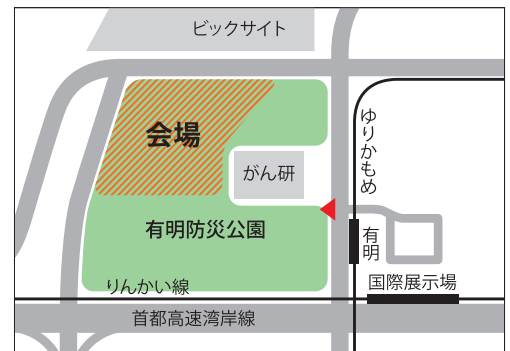 ビックサイト
会場
ゆりかもめ
がん研
有明防災公園
有明
国際展示場
りんかい線
首都高速湾岸線